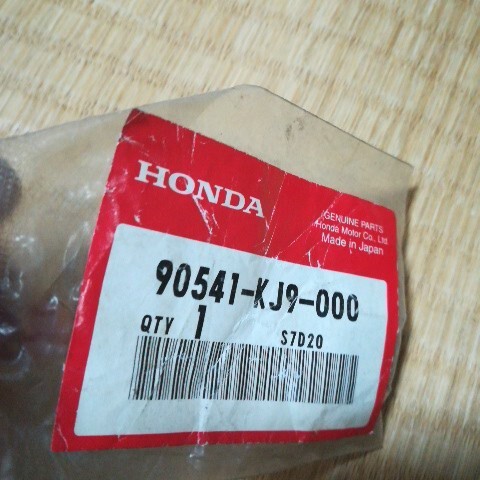 HONDA
GENUINE PARTS
Honda Motor Co., Ltd.
Made in Japan
90541-KJ9-000
QTY 1 S7D20